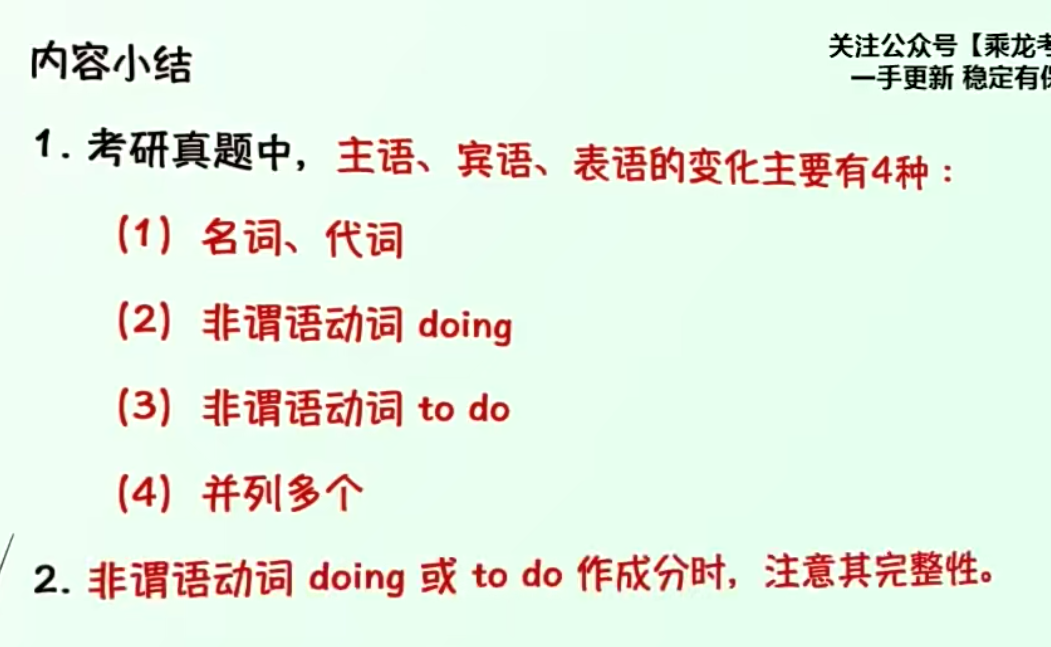 内容小结
关注公众号【乘龙考
一手更新 稳定有保
1. 考研真题中，主语、宾语、表语的变化主要有4种：
(1) 名词、代词
(2) 非谓语动词 doing
(3) 非谓语动词 to do
(4) 并列多个
2. 非谓语动词 doing 或 to do 作成分时，注意其完整性。